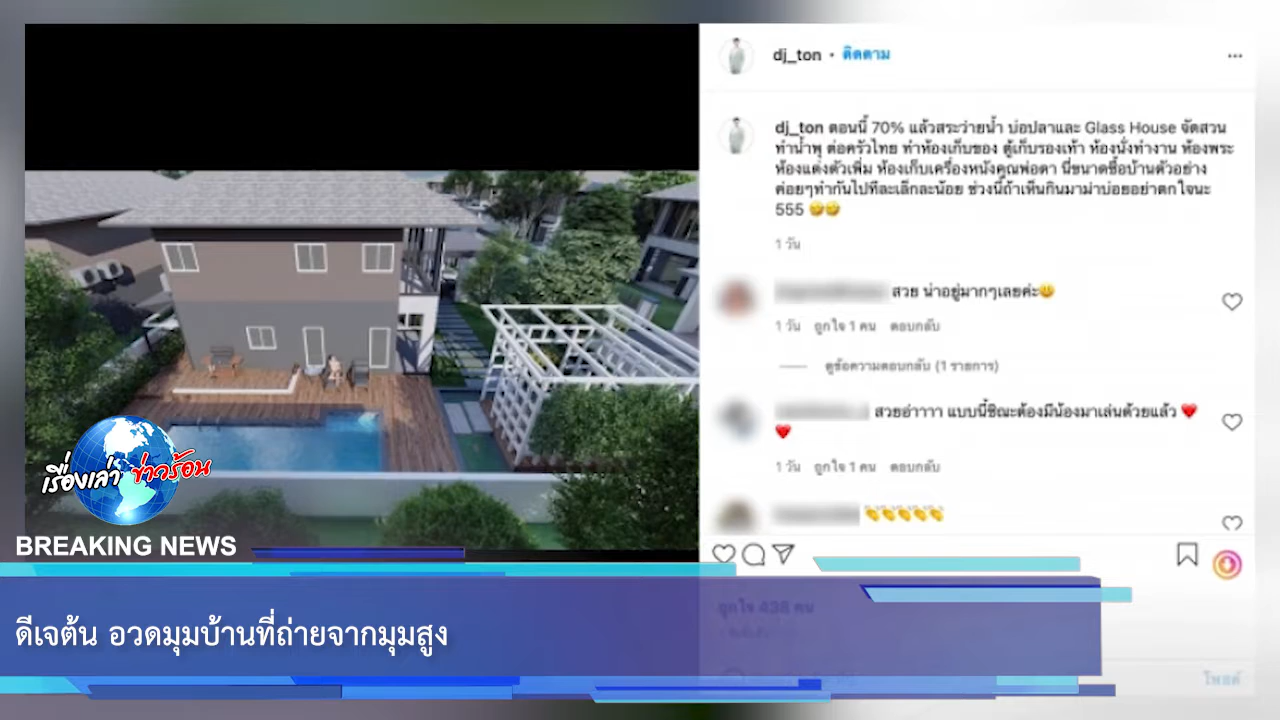 dj_ton • ติดตาม
dj_ton ตอนนี้ 70% แล้วสระว่ายน้ำ บ่อปลาและ Glass House จัดสวน
ทำน้ำพุ ต่อครัวไทย ทำห้องเก็บของ ตู้เก็บรองเท้า ห้องนั่งทำงาน ห้องพระ
ห้องแต่งตัวเพิ่ม ห้องเก็บเครื่องหนังคุณพ่อดา นี่ขนาดซื้อบ้านตัวอย่าง
ค่อยๆทำกันไปทีละเล็กละน้อย ช่วงนี้ถ้าเห็นกินมาม่าบ่อยอย่าตกใจนะ
555 🤣🤣
1 วัน
สวย น่าอยู่มากๆเลยค่ะ😀
1 วัน ถูกใจ 1 คน ตอบกลับ
ดูข้อความตอบกลับ (1 รายการ)
สวยอ่าาาา แบบนี้ซิณะต้องมีน้องมาเล่นด้วยแล้ว ❤️
❤️
1 วัน ถูกใจ 1 คน ตอบกลับ
👏👏👏👏👏
เรื่องเล่า ข่าวร้อน
BREAKING NEWS
ถูกใจ 438 คน
ดีเจต้น อวดมุมบ้านที่ถ่ายจากมุมสูง
โพสต์